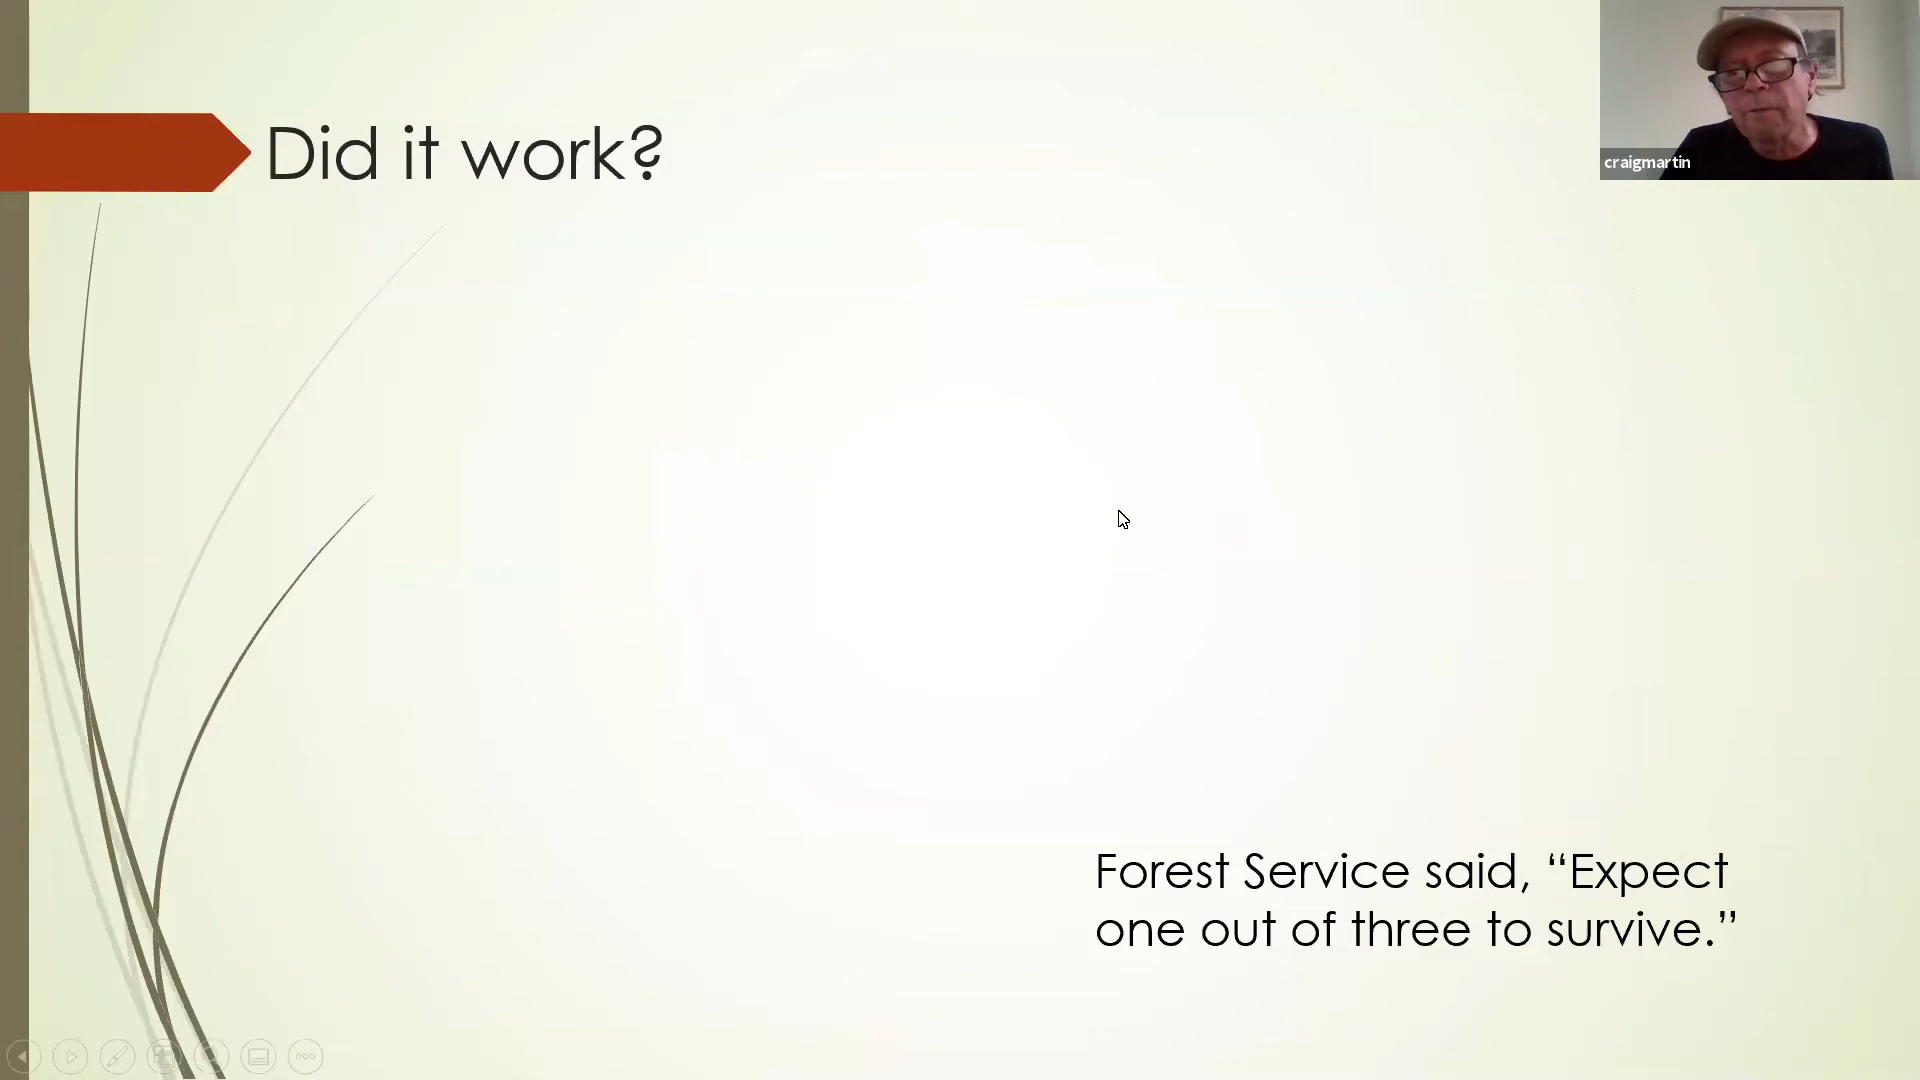 Did it work?
craigmartin
Forest Service said, “Expect
one out of three to survive.”